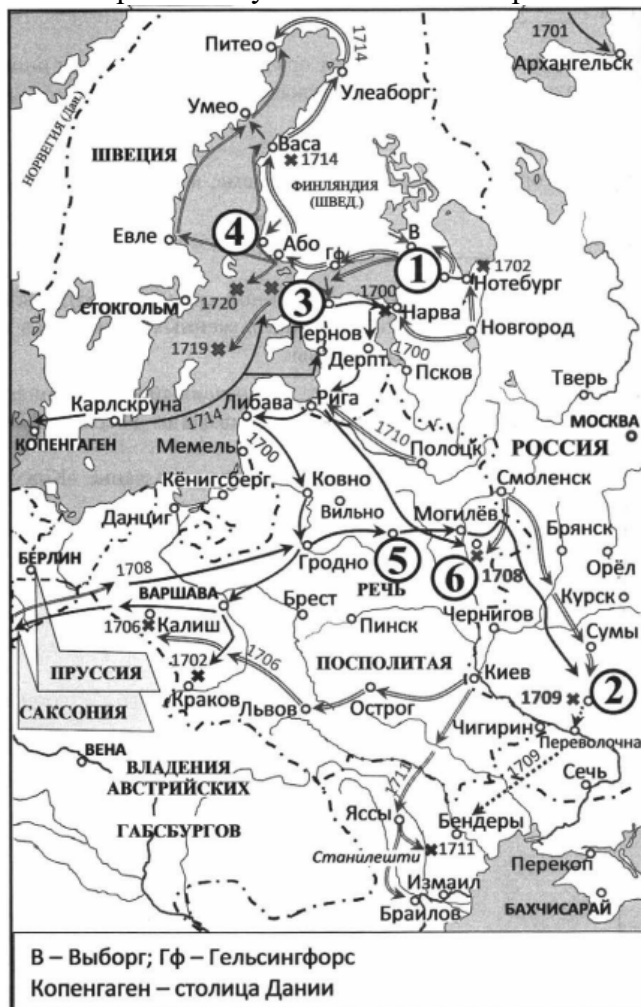 1701
Архангельск
Питео
1714
Улеаборг
Умео
НОРВЕГИЯ (Дан.)
ШВЕЦИЯ
Васа
1714
ФИНЛЯНДИЯ
(ШВЕД.)
Евле
4
Або
Гф
В
1
1702
Нотебург
СТОКГОЛЬМ
1720
3
1700
Нарва
Новгород
1719
Пернов
Дерпт
1700
Псков
Тверь
Карлскруна
1714
Либава
Рига
МОСКВА
КОПЕНГАГЕН
Мемель
1700
1710
Полоцк
РОССИЯ
Кёнигсберг
Ковно
Смоленск
Данциг
Вильно
Могилёв
Брянск
БЕРЛИН
1708
Гродно
5
6
1708
Орёл
ВАРШАВА
Брест
РЕЧЬ
Курск
1706
Калиш
Пинск
Чернигов
Сумы
ПРУССИЯ
1702
1706
ПОСПОЛИТАЯ
1709
2
САКСОНИЯ
Краков
Львов
Острог
Киев
Чигирин
Переволочна
ВЕНА
1711
1709
Сечь
ВЛАДЕНИЯ
АВСТРИЙСКИХ
ГАБСБУРГОВ
Яссы
Бендеры
Станилешти
1711
Перекоп
Измаил
Браилов
БАХЧИСАРАЙ
В – Выборг; Гф – Гельсингфорс
Копенгаген – столица Дании